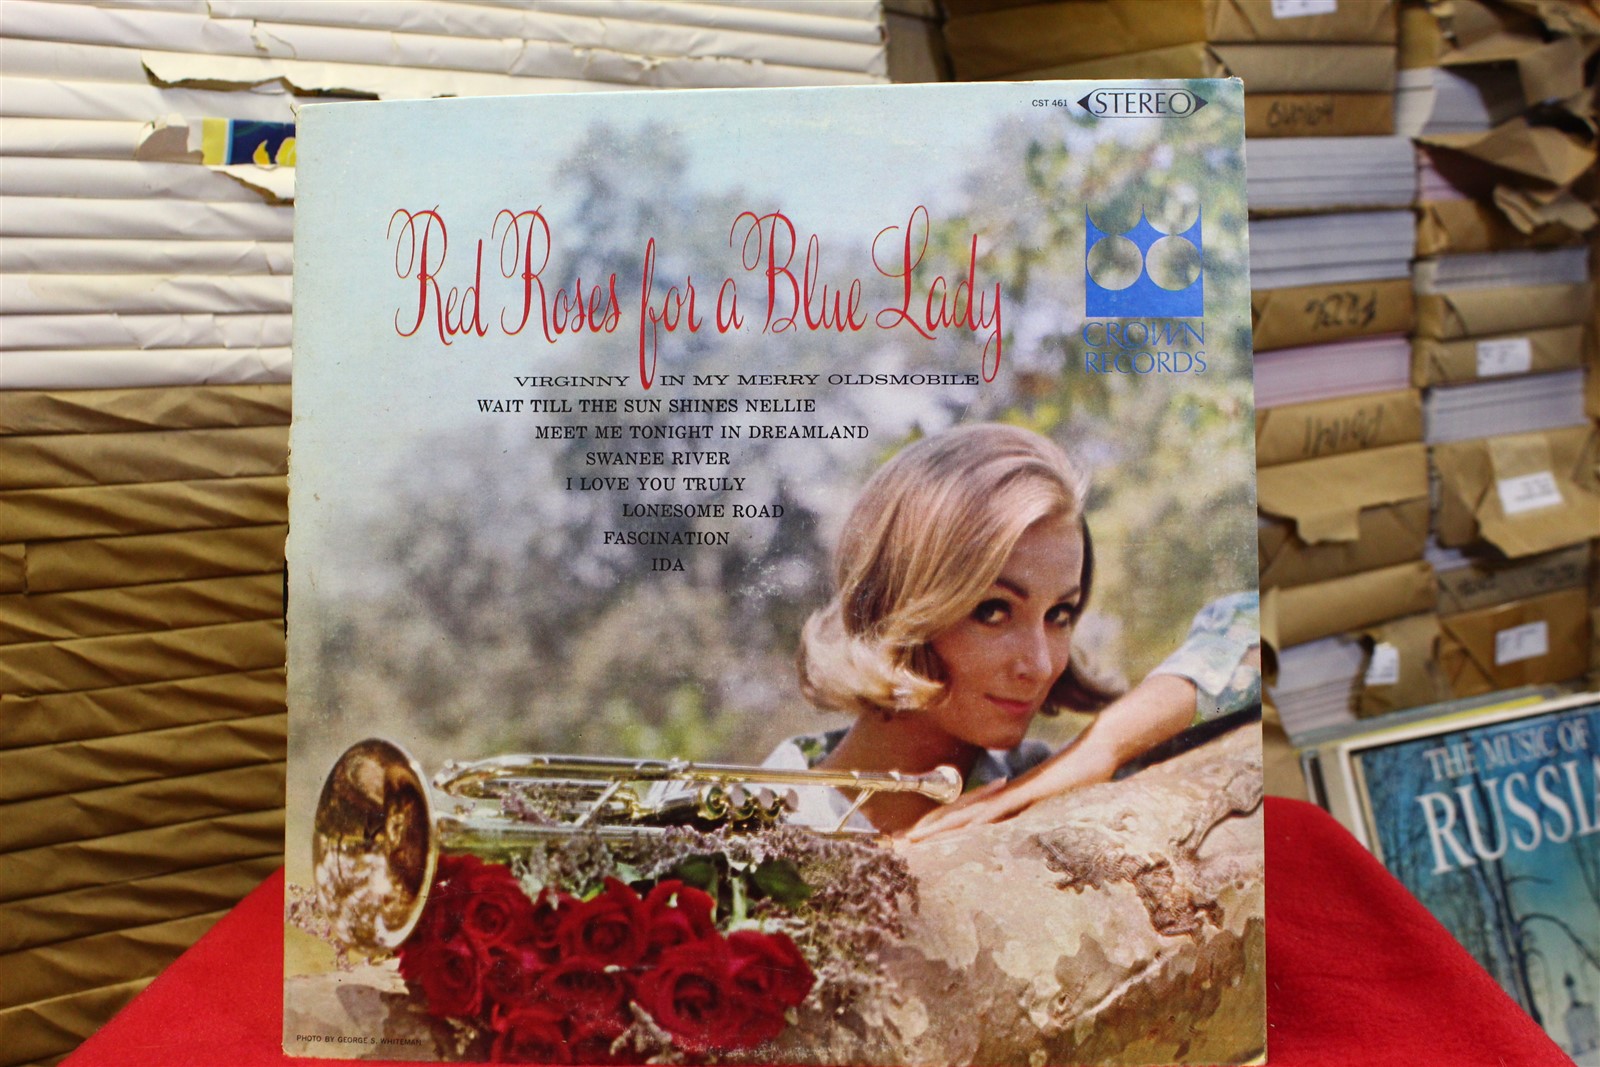 CST 461 STEREO
Red Roses for a Blue Lady
CROWN
RECORDS
VIRGINNY IN MY MERRY OLDSMOBILE
WAIT TILL THE SUN SHINES NELLIE
MEET ME TONIGHT IN DREAMLAND
SWANEE RIVER
I LOVE YOU TRULY
LONESOME ROAD
FASCINATION
IDA
PHOTO BY GEORGE S. WHITEMAN
THE MUSIC OF
RUSSIA